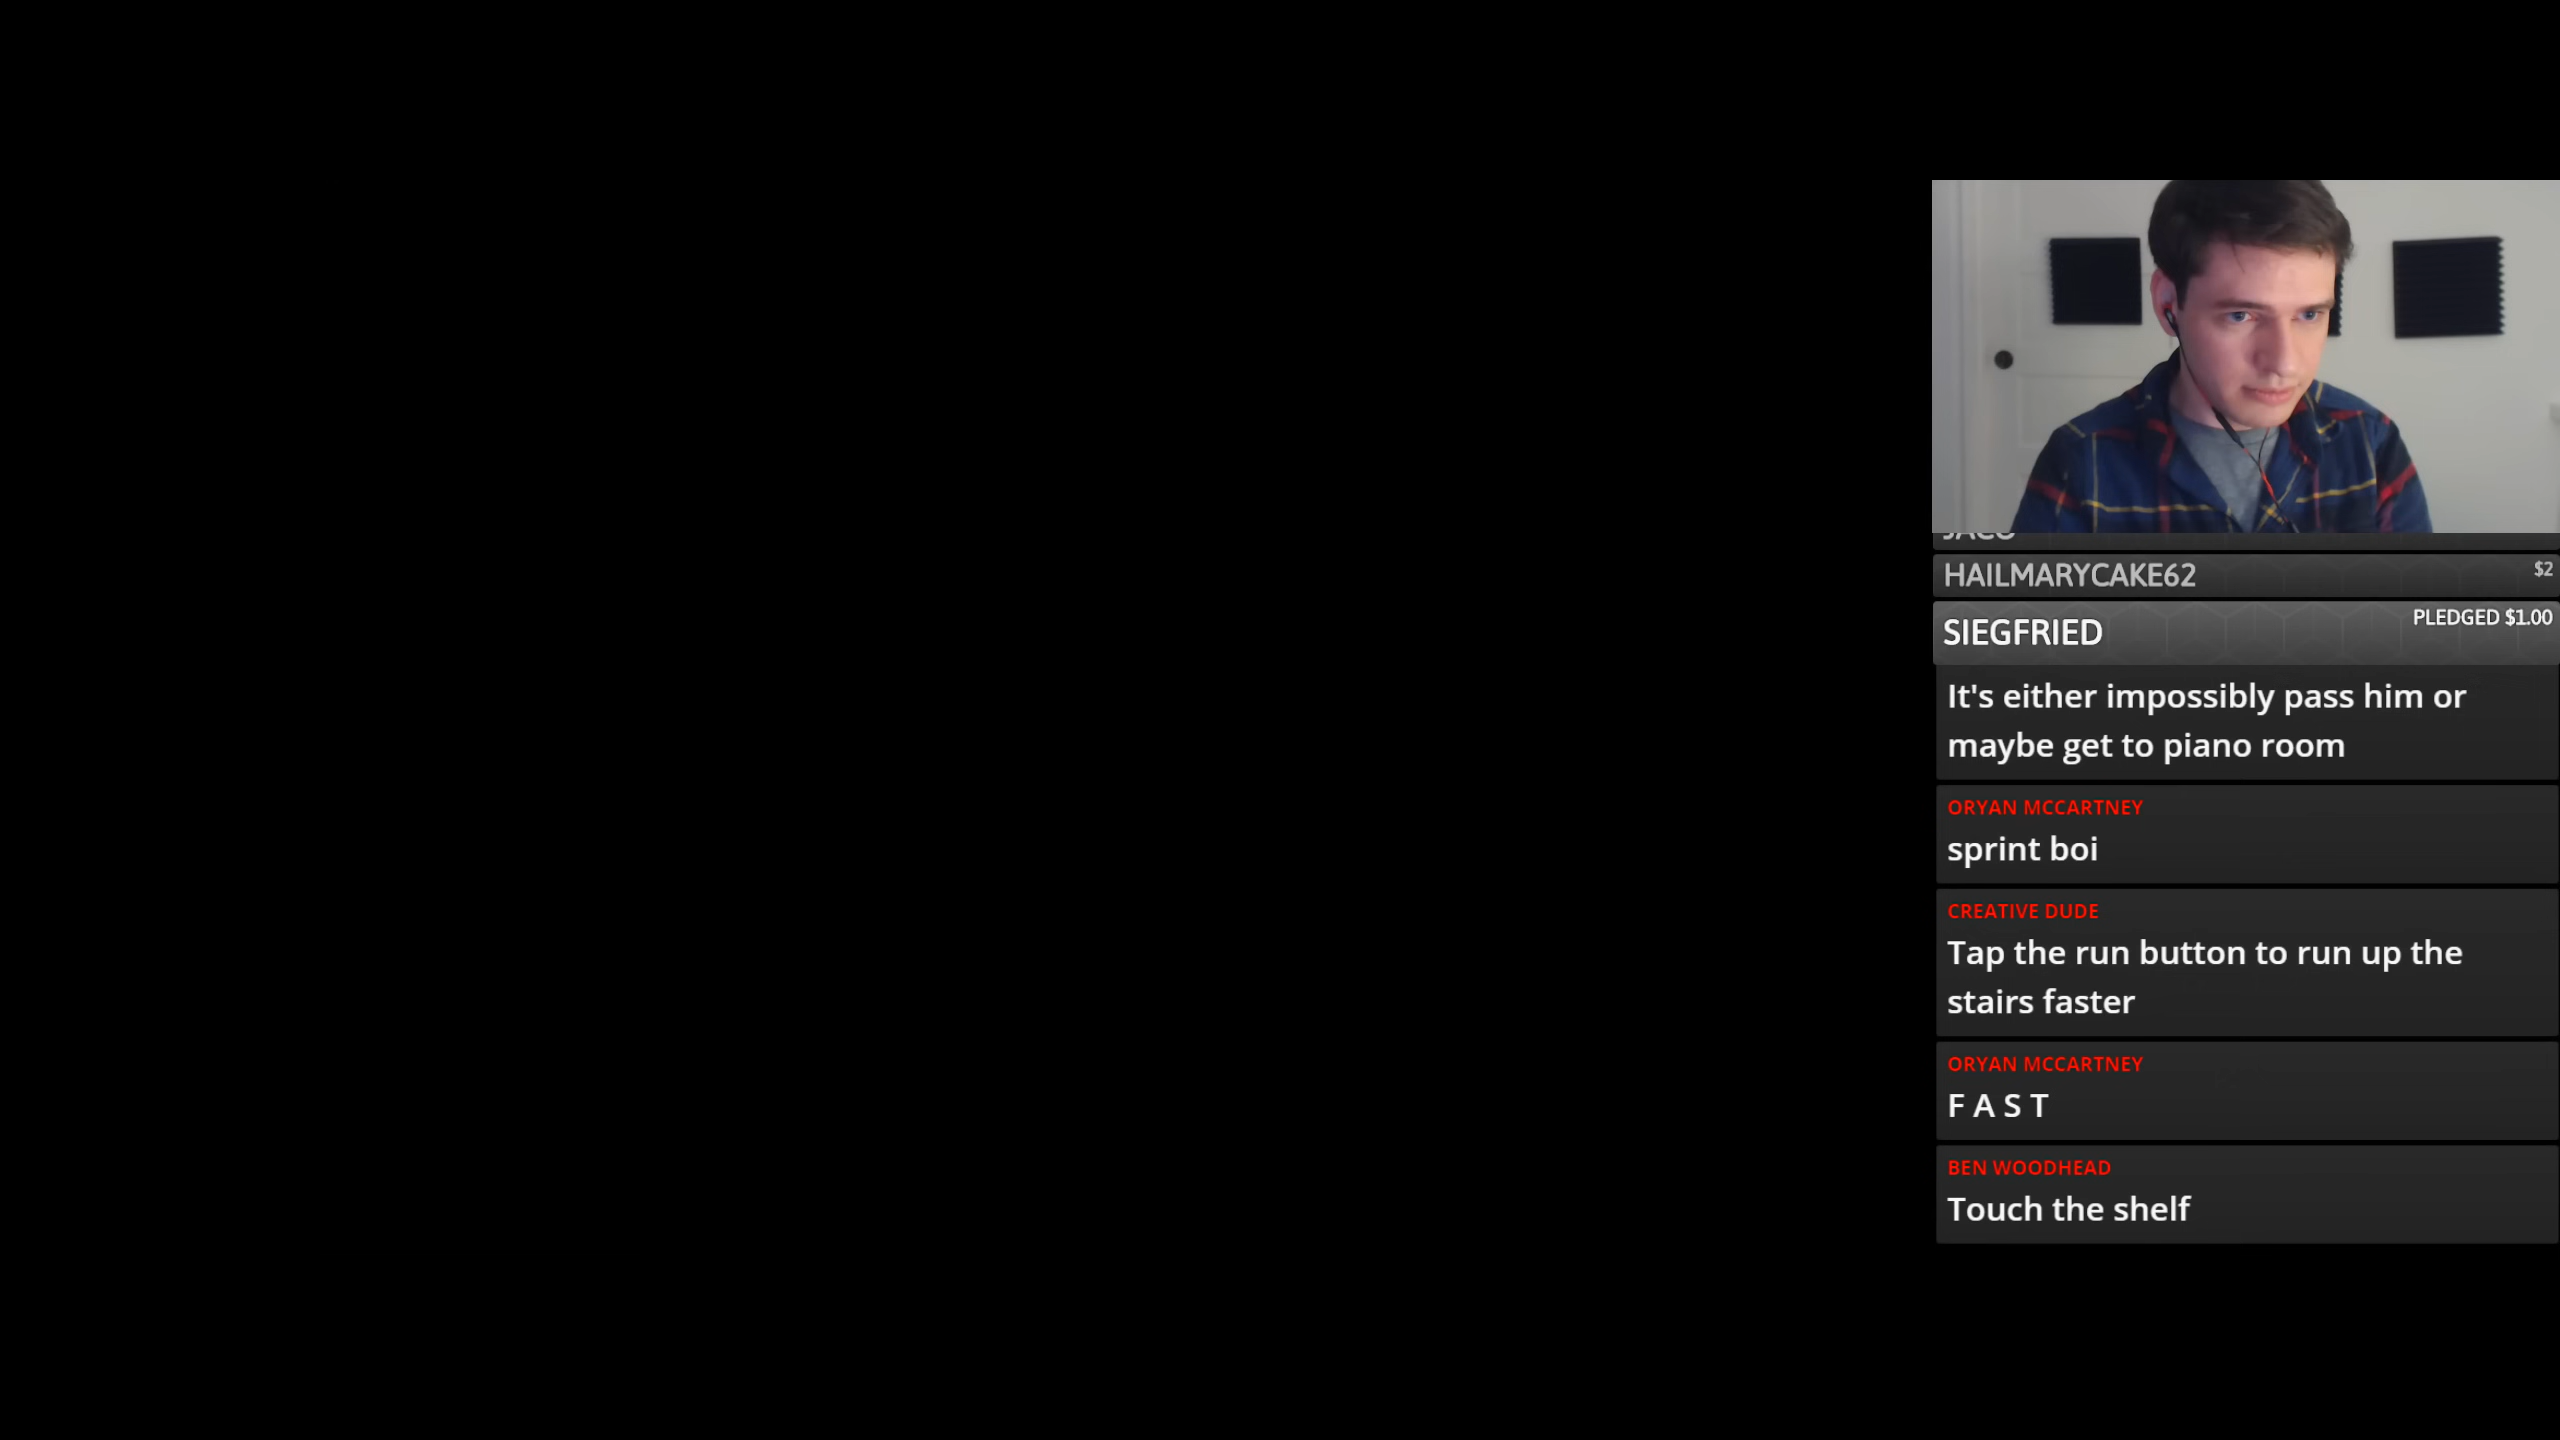 JACO
HAILMARYCAKE62
$2
PLEDGED $1.00
SIEGFRIED
It's either impossibly pass him or
maybe get to piano room
ORYAN MCCARTNEY
sprint boi
CREATIVE DUDE
Tap the run button to run up the
stairs faster
ORYAN MCCARTNEY
F A S T
BEN WOODHEAD
Touch the shelf